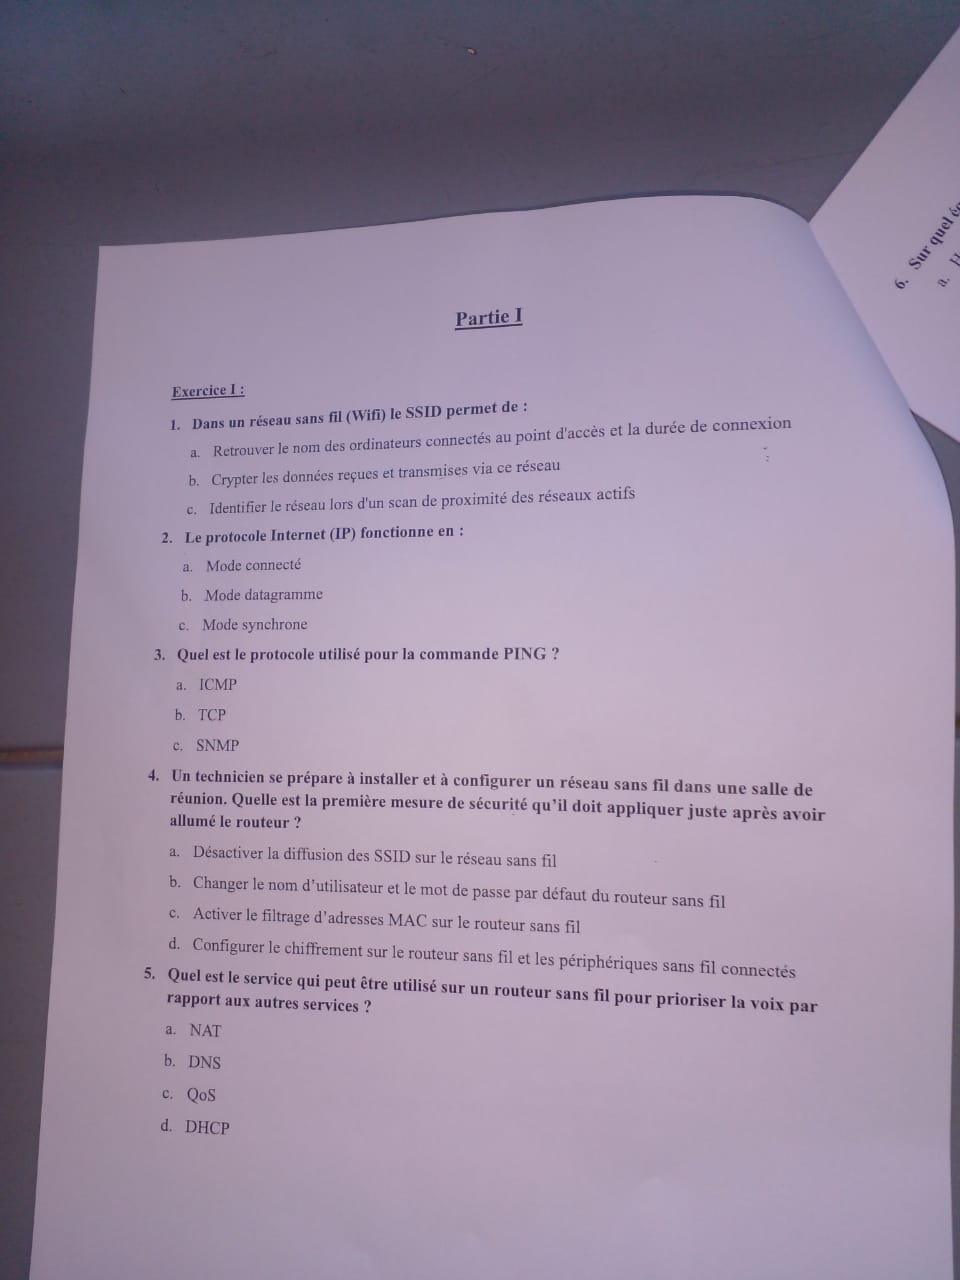 Partie I
Exercice I :
1. Dans un réseau sans fil (Wifi) le SSID permet de :
a. Retrouver le nom des ordinateurs connectés au point d'accès et la durée de connexion
b. Crypter les données reçues et transmises via ce réseau
c. Identifier le réseau lors d'un scan de proximité des réseaux actifs
2. Le protocole Internet (IP) fonctionne en :
a. Mode connecté
b. Mode datagramme
c. Mode synchrone
3. Quel est le protocole utilisé pour la commande PING ?
a. ICMP
b. TCP
c. SNMP
4. Un technicien se prépare à installer et à configurer un réseau sans fil dans une salle de
réunion. Quelle est la première mesure de sécurité qu'il doit appliquer juste après avoir
allumé le routeur ?
a. Désactiver la diffusion des SSID sur le réseau sans fil
b. Changer le nom d'utilisateur et le mot de passe par défaut du routeur sans fil
c. Activer le filtrage d'adresses MAC sur le routeur sans fil
d. Configurer le chiffrement sur le routeur sans fil et les périphériques sans fil connectés
5. Quel est le service qui peut être utilisé sur un routeur sans fil pour prioriser la voix par
rapport aux autres services ?
a. NAT
b. DNS
c. QoS
d. DHCP
6. Sur quel
a.